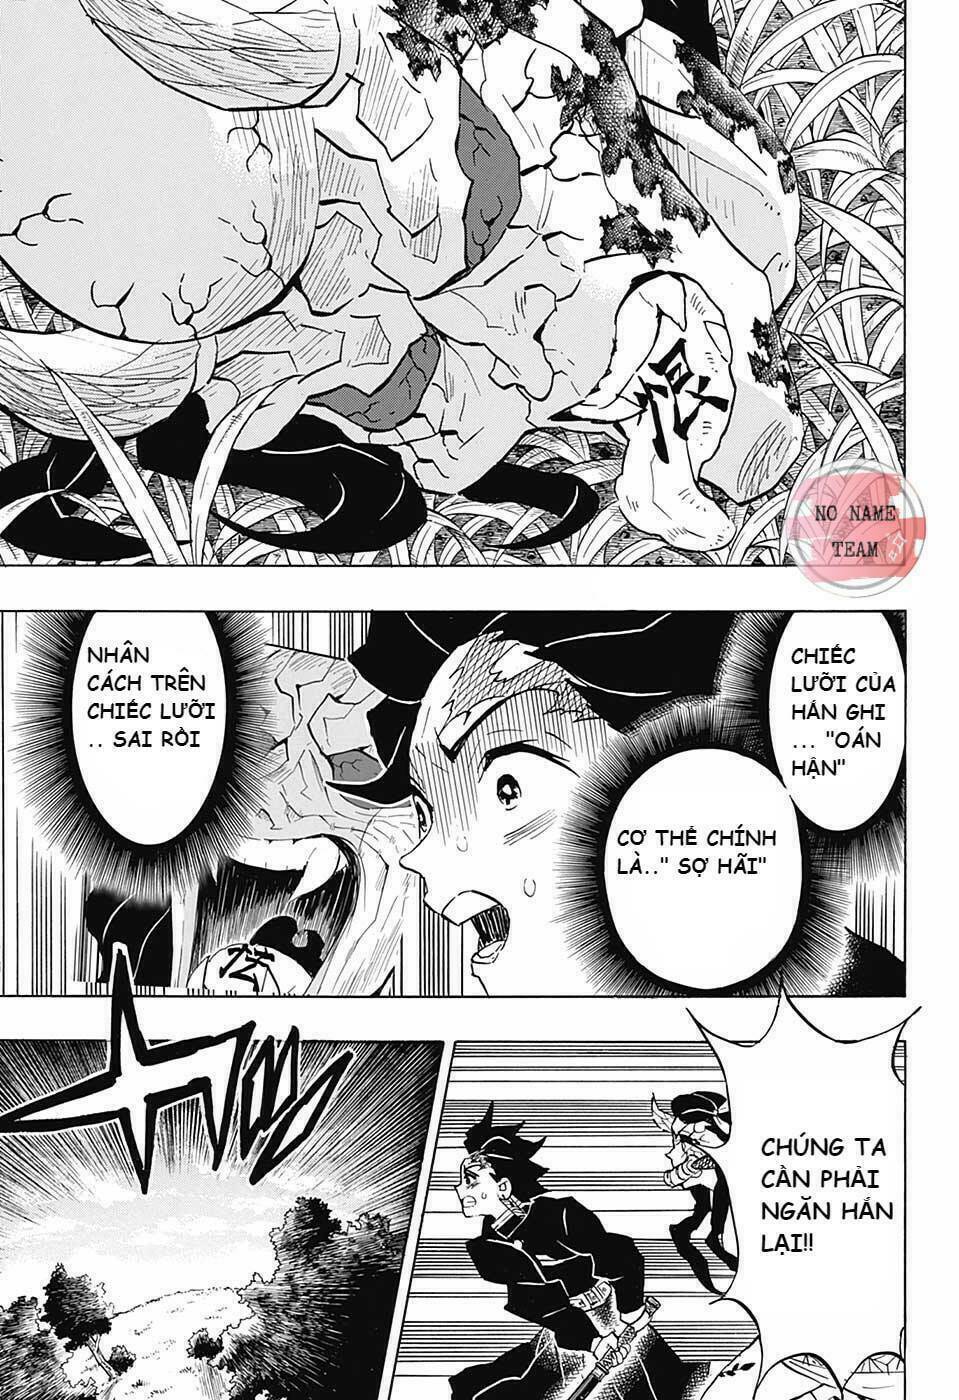 NO NAME
TEAM
CHIẾC
LƯỠI CỦA
HẮN GHI
... "OÁN
HẬN"
CƠ THỂ CHÍNH
LÀ.." SỢ HÃI"
NHÂN
CÁCH TRÊN
CHIẾC LƯỠI
.. SAI RỒI
CHÚNG TA
CẦN PHẢI
NGĂN HẮN
LẠI!!